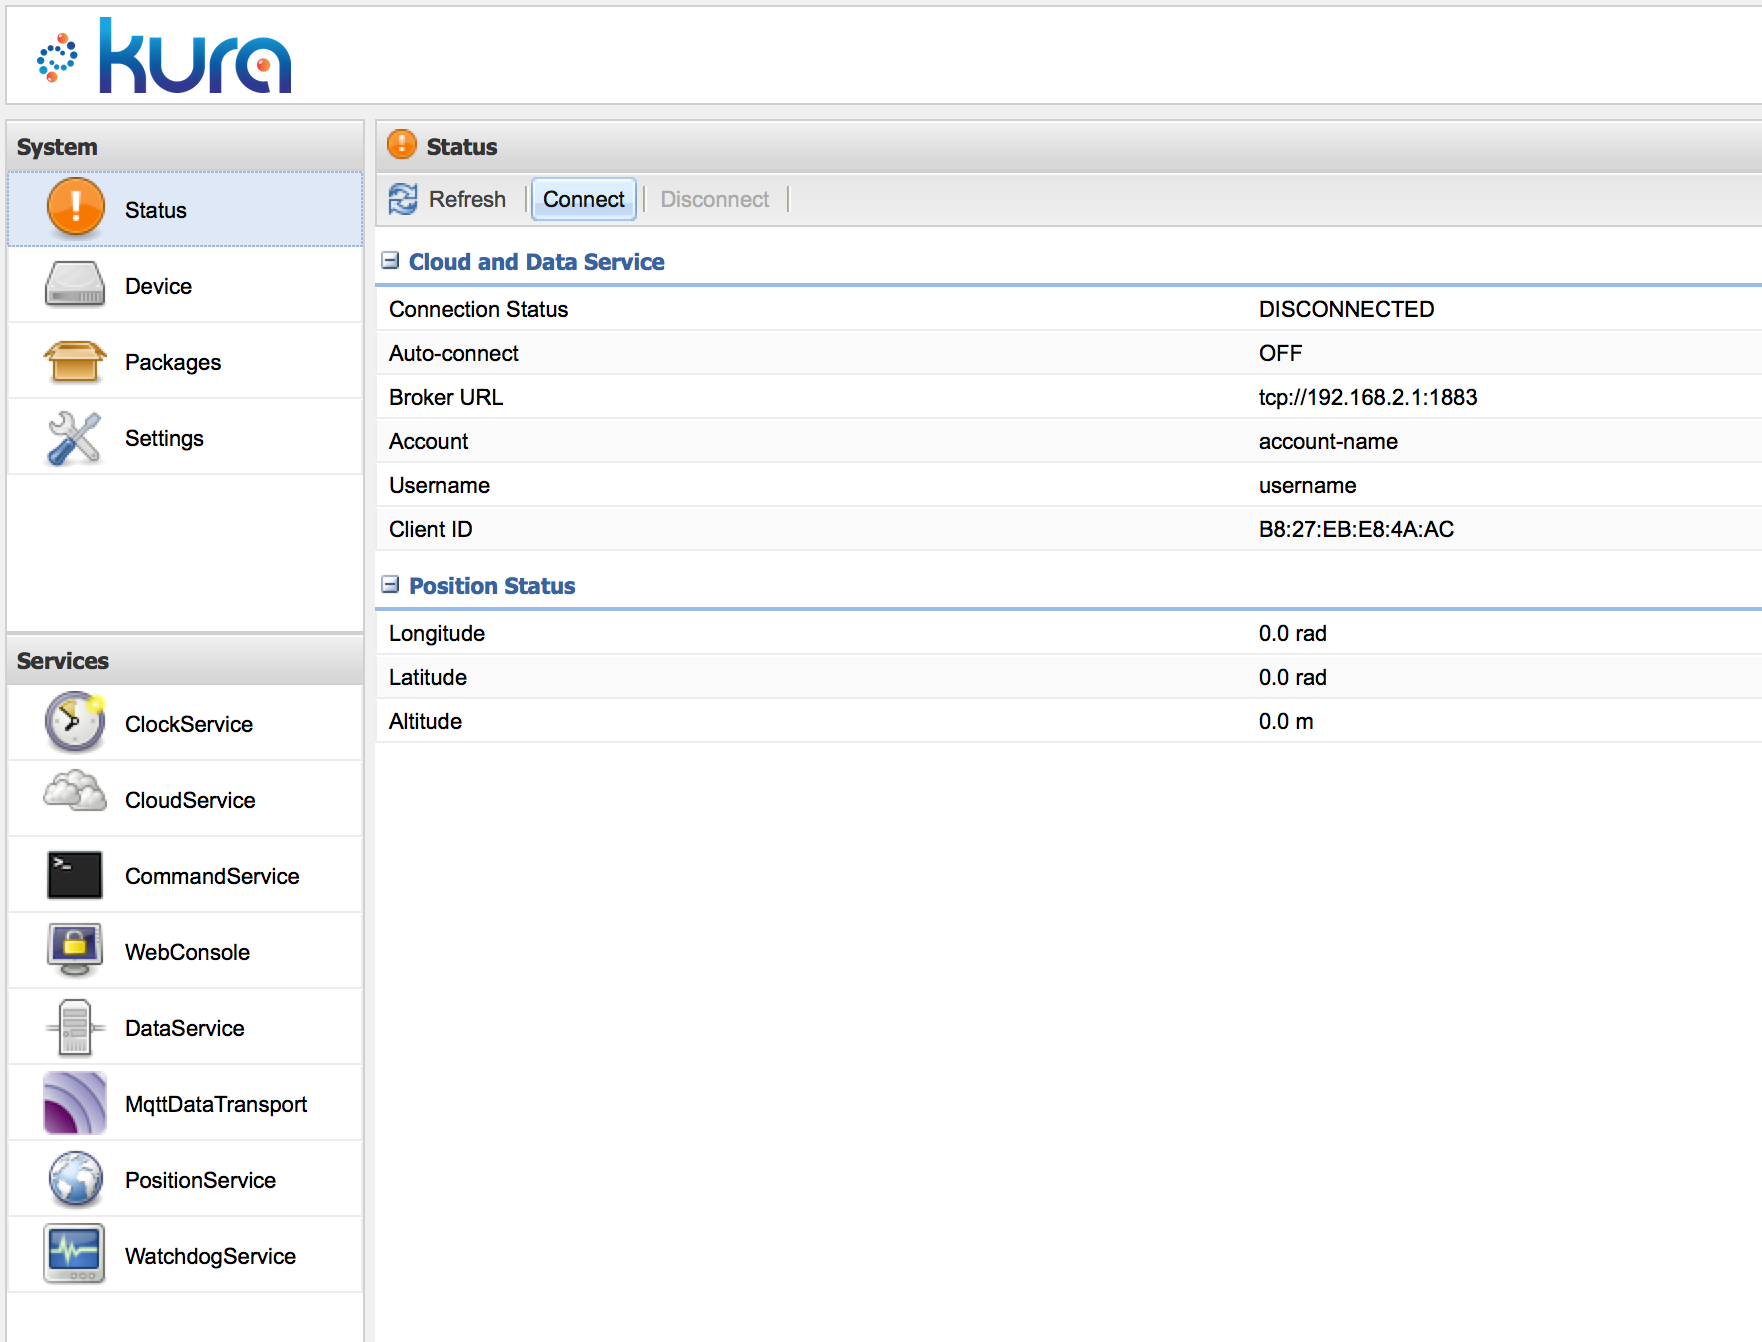 kura
System
Status
Device
Packages
Settings
Services
ClockService
CloudService
CommandService
WebConsole
DataService
MqttDataTransport
PositionService
WatchdogService
Status
Refresh Connect Disconnect
Cloud and Data Service
Connection Status DISCONNECTED
Auto-connect OFF
Broker URL tcp://192.168.2.1:1883
Account account-name
Username username
Client ID B8:27:EB:E8:4A:AC
Position Status
Longitude 0.0 rad
Latitude 0.0 rad
Altitude 0.0 m